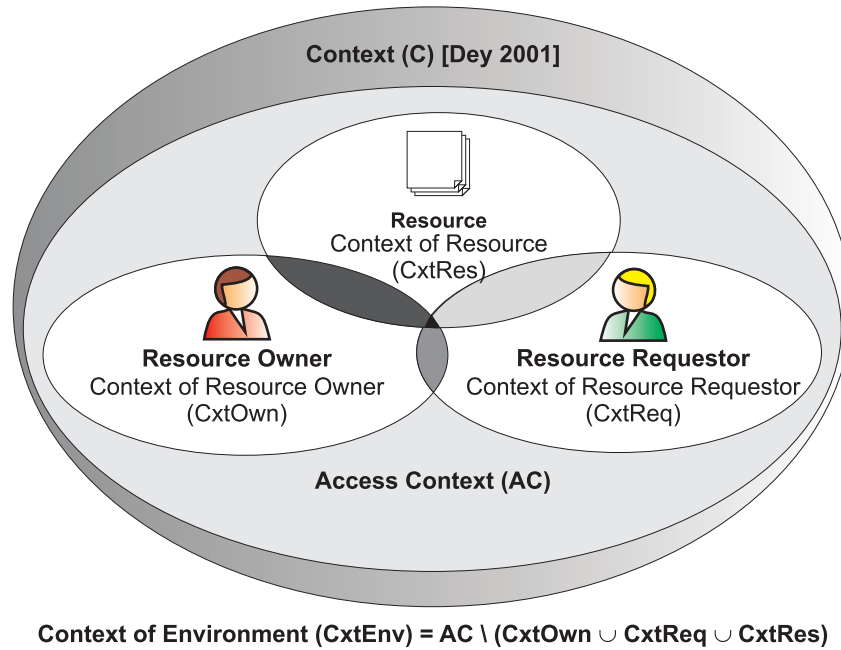 Context (C) [Dey 2001]
Resource
Context of Resource
(CxtRes)
Resource Owner
Context of Resource Owner
(CxtOwn)
Resource Requestor
Context of Resource Requestor
(CxtReq)
Access Context (AC)
Context of Environment (CxtEnv) = AC \ (CxtOwn ∪ CxtReq ∪ CxtRes)